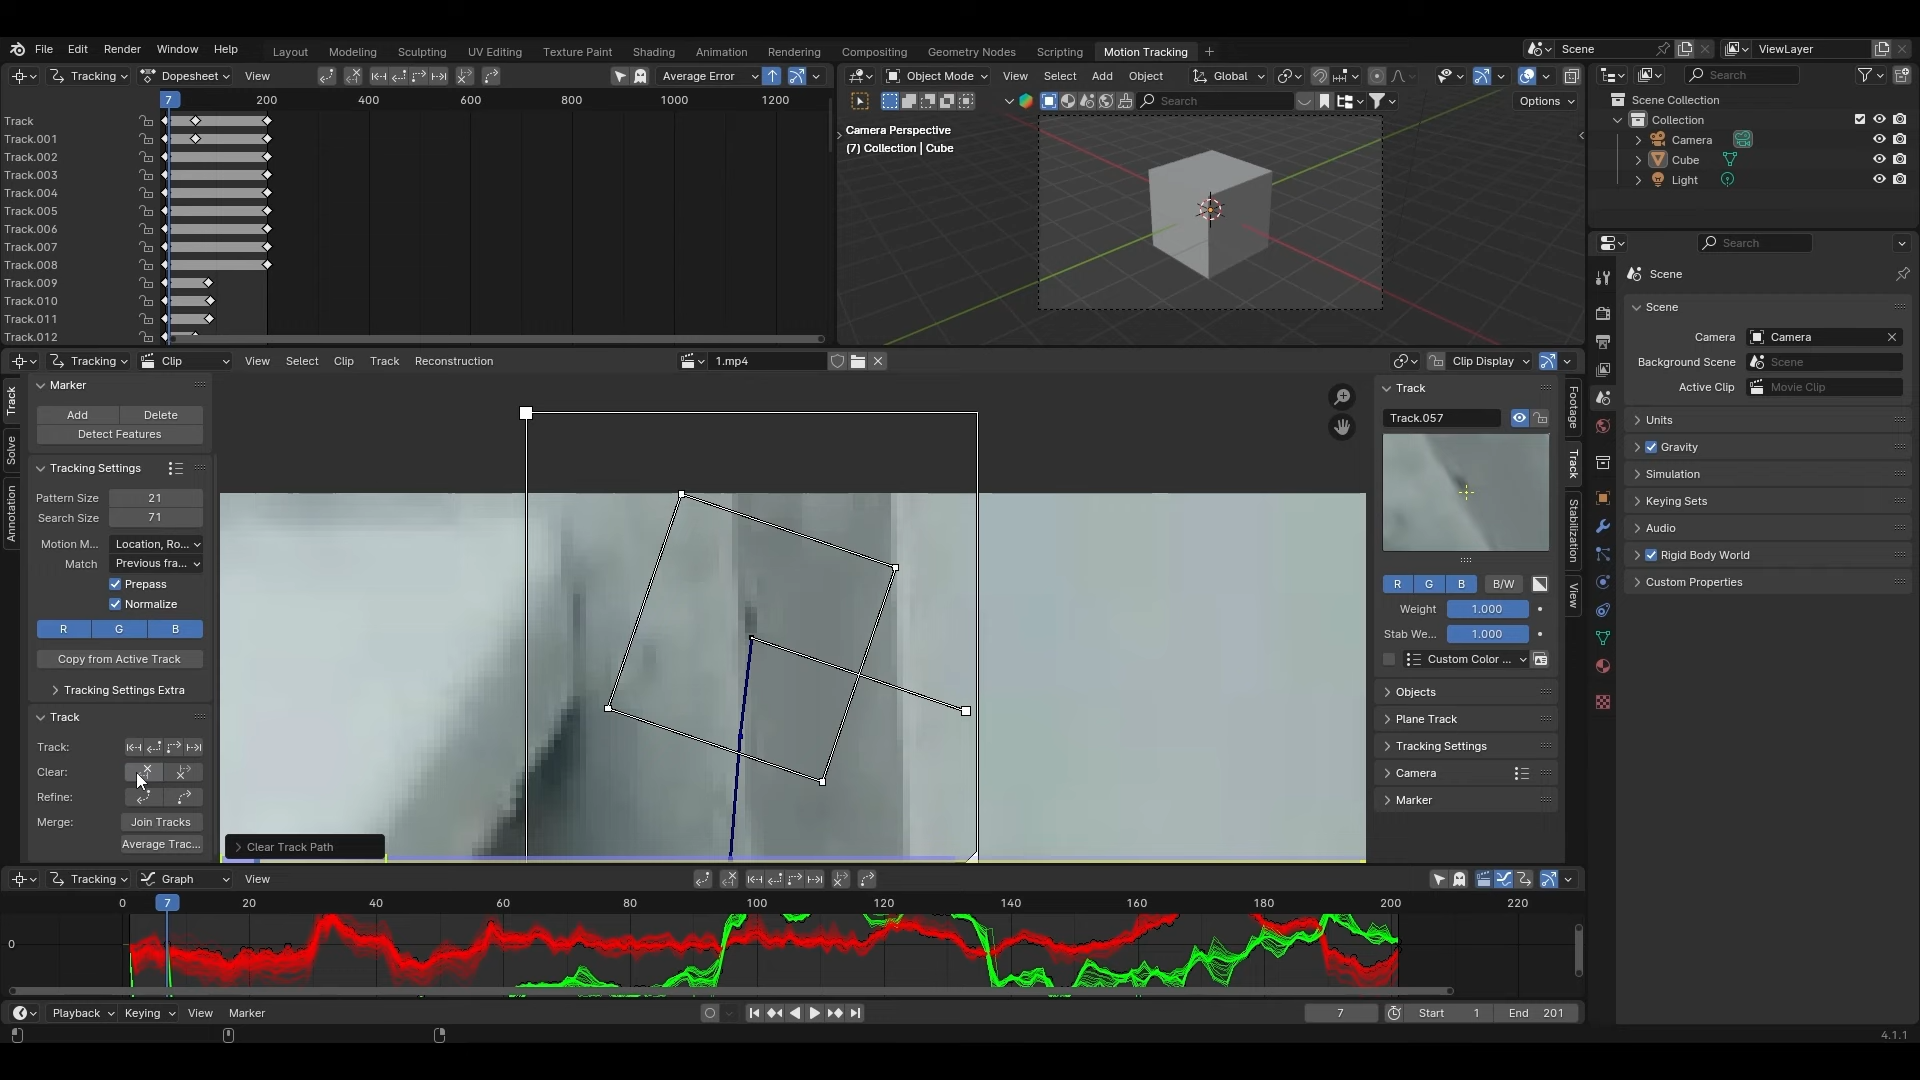 File Edit Render Window Help Layout Modeling Sculpting UV Editing Texture Paint Shading Animation Rendering Compositing Geometry Nodes Scripting Motion Tracking + Scene ViewLayer
Tracking Dopesheet View Average Error
7 200 400 600 800 1000 1200
Track
Track.001
Track.002
Track.003
Track.004
Track.005
Track.006
Track.007
Track.008
Track.009
Track.010
Track.011
Track.012
Object Mode View Select Add Object Global
Search Options
Camera Perspective
(7) Collection | Cube
Search
Scene Collection
Collection
Camera
Cube
Light
Search
Scene
Scene
Camera Camera
Background Scene Scene
Active Clip Movie Clip
Units
Gravity
Simulation
Keying Sets
Audio
Rigid Body World
Custom Properties
Tracking Clip View Select Clip Track Reconstruction 1.mp4 Clip Display
Track
Solve
Annotation
Marker
Add Delete
Detect Features
Tracking Settings
Pattern Size 21
Search Size 71
Motion M... Location, Ro...
Match Previous fra...
Prepass
Normalize
R G B
Copy from Active Track
Tracking Settings Extra
Track
Track:
Clear:
Refine:
Merge: Join Tracks
Average Trac...
Clear Track Path
Track
Track.057
R G B B/W
Weight 1.000
Stab We... 1.000
Custom Color ...
Objects
Plane Track
Tracking Settings
Camera
Marker
Footage
Track
Stabilization
View
Tracking Graph View
0 7 20 40 60 80 100 120 140 160 180 200 220
0
Playback Keying View Marker 7 Start 1 End 201
4.1.1